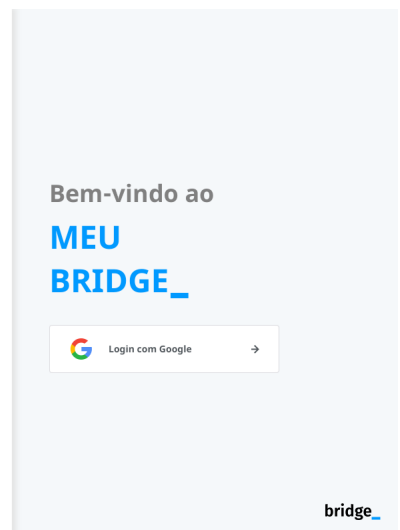 Bem-vindo ao
MEU
BRIDGE_
Login com Google
bridge_